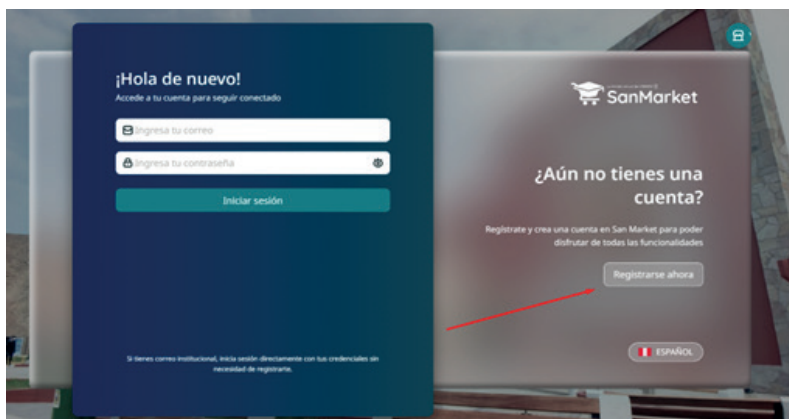 ¡Hola de nuevo!
Accede a tu cuenta para seguir conectado
Ingresa tu correo
Ingresa tu contraseña
Iniciar sesión
Si tienes correo institucional, inicia sesión directamente con tus credenciales sin
necesidad de registrarte.
SanMarket
¿Aún no tienes una
cuenta?
Regístrate y crea una cuenta en San Market para poder
disfrutar de todas las funcionalidades
Registrarse ahora
ESPAÑOL